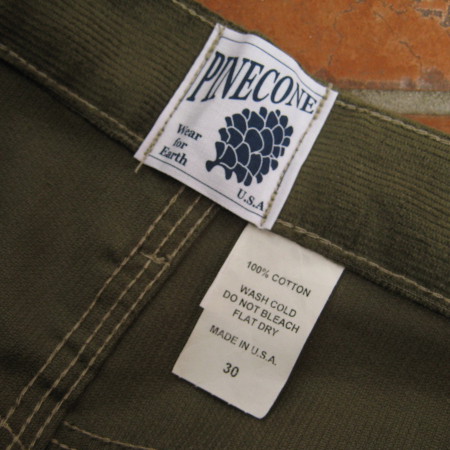 PINECONE
Wear
for
Earth
U.S.A.
100% COTTON
WASH COLD
DO NOT BLEACH
FLAT DRY
MADE IN U.S.A.
30